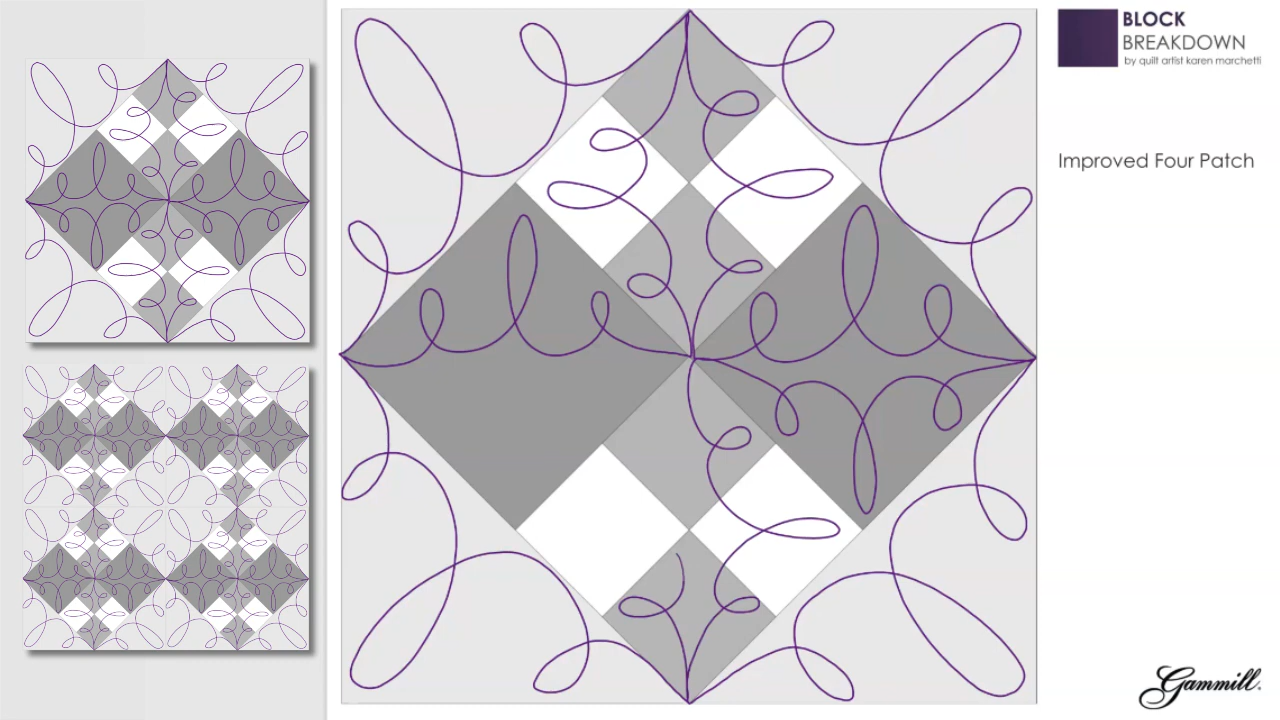 BLOCK
BREAKDOWN
by quilt artist karen marchetti
Improved Four Patch
Gammill